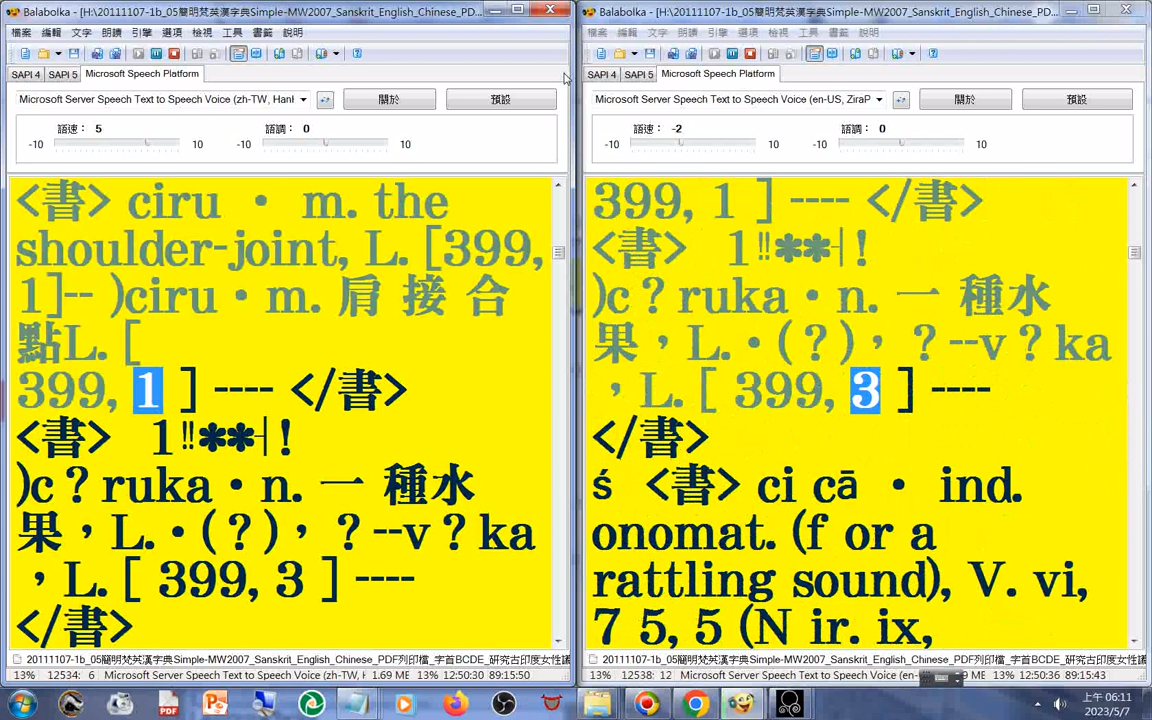 Balabolka - [H:\20111107-1b_05簡明梵英漢字典Simple-MW2007_Sanskrit_English_Chinese_PD...
檔案 編輯 文字 朗讀 引擎 選項 檢視 工具 書籤 說明
SAPI 4 SAPI 5 Microsoft Speech Platform
Microsoft Server Speech Text to Speech Voice (zh-TW, Hanl
關於
預設
語速： 5
語調： 0
-10 10 -10 10
<書> ciru • m. the
shoulder-joint, L. [399,
1]-- )ciru • m. 肩 接 合
點L. [
399, 1 ] ---- </書>
<書> 1‼✽✽┤!
)c？ruka • n. 一 種水
果，L. •（？），？--v？ka
，L. [ 399, 3 ] ----
</書>
20111107-1b_05簡明梵英漢字典Simple-MW2007_Sanskrit_English_Chinese_PDF列印檔_字首BCDE_研究古印度女性議
13% 12534: 6 Microsoft Server Speech Text to Speech Voice (zh-TW, H 1.69 MB 13% 12:50:30 89:15:50
Balabolka - [H:\20111107-1b_05簡明梵英漢字典Simple-MW2007_Sanskrit_English_Chinese_PD...
檔案 編輯 文字 朗讀 引擎 選項 檢視 工具 書籤 說明
SAPI 4 SAPI 5 Microsoft Speech Platform
Microsoft Server Speech Text to Speech Voice (en-US, ZiraP
關於
預設
語速： -2
語調： 0
-10 10 -10 10
399, 1 ] ---- </書>
<書> 1‼✽✽┤!
)c？ruka • n. 一 種水
果，L. •（？），？--v？ka
，L. [ 399, 3 ] ----
</書>
ś <書> ci cā • ind.
onomat. (f or a
rattling sound), V. vi,
7 5, 5 (N ir. ix,
20111107-1b_05簡明梵英漢字典Simple-MW2007_Sanskrit_English_Chinese_PDF列印檔_字首BCDE_研究古印度女性議
13% 12538: 12 Microsoft Server Speech Text to Speech Voice (en-US, 9 MB 13% 12:50:36 89:15:43
PDF
上午 06:11
2023/5/7